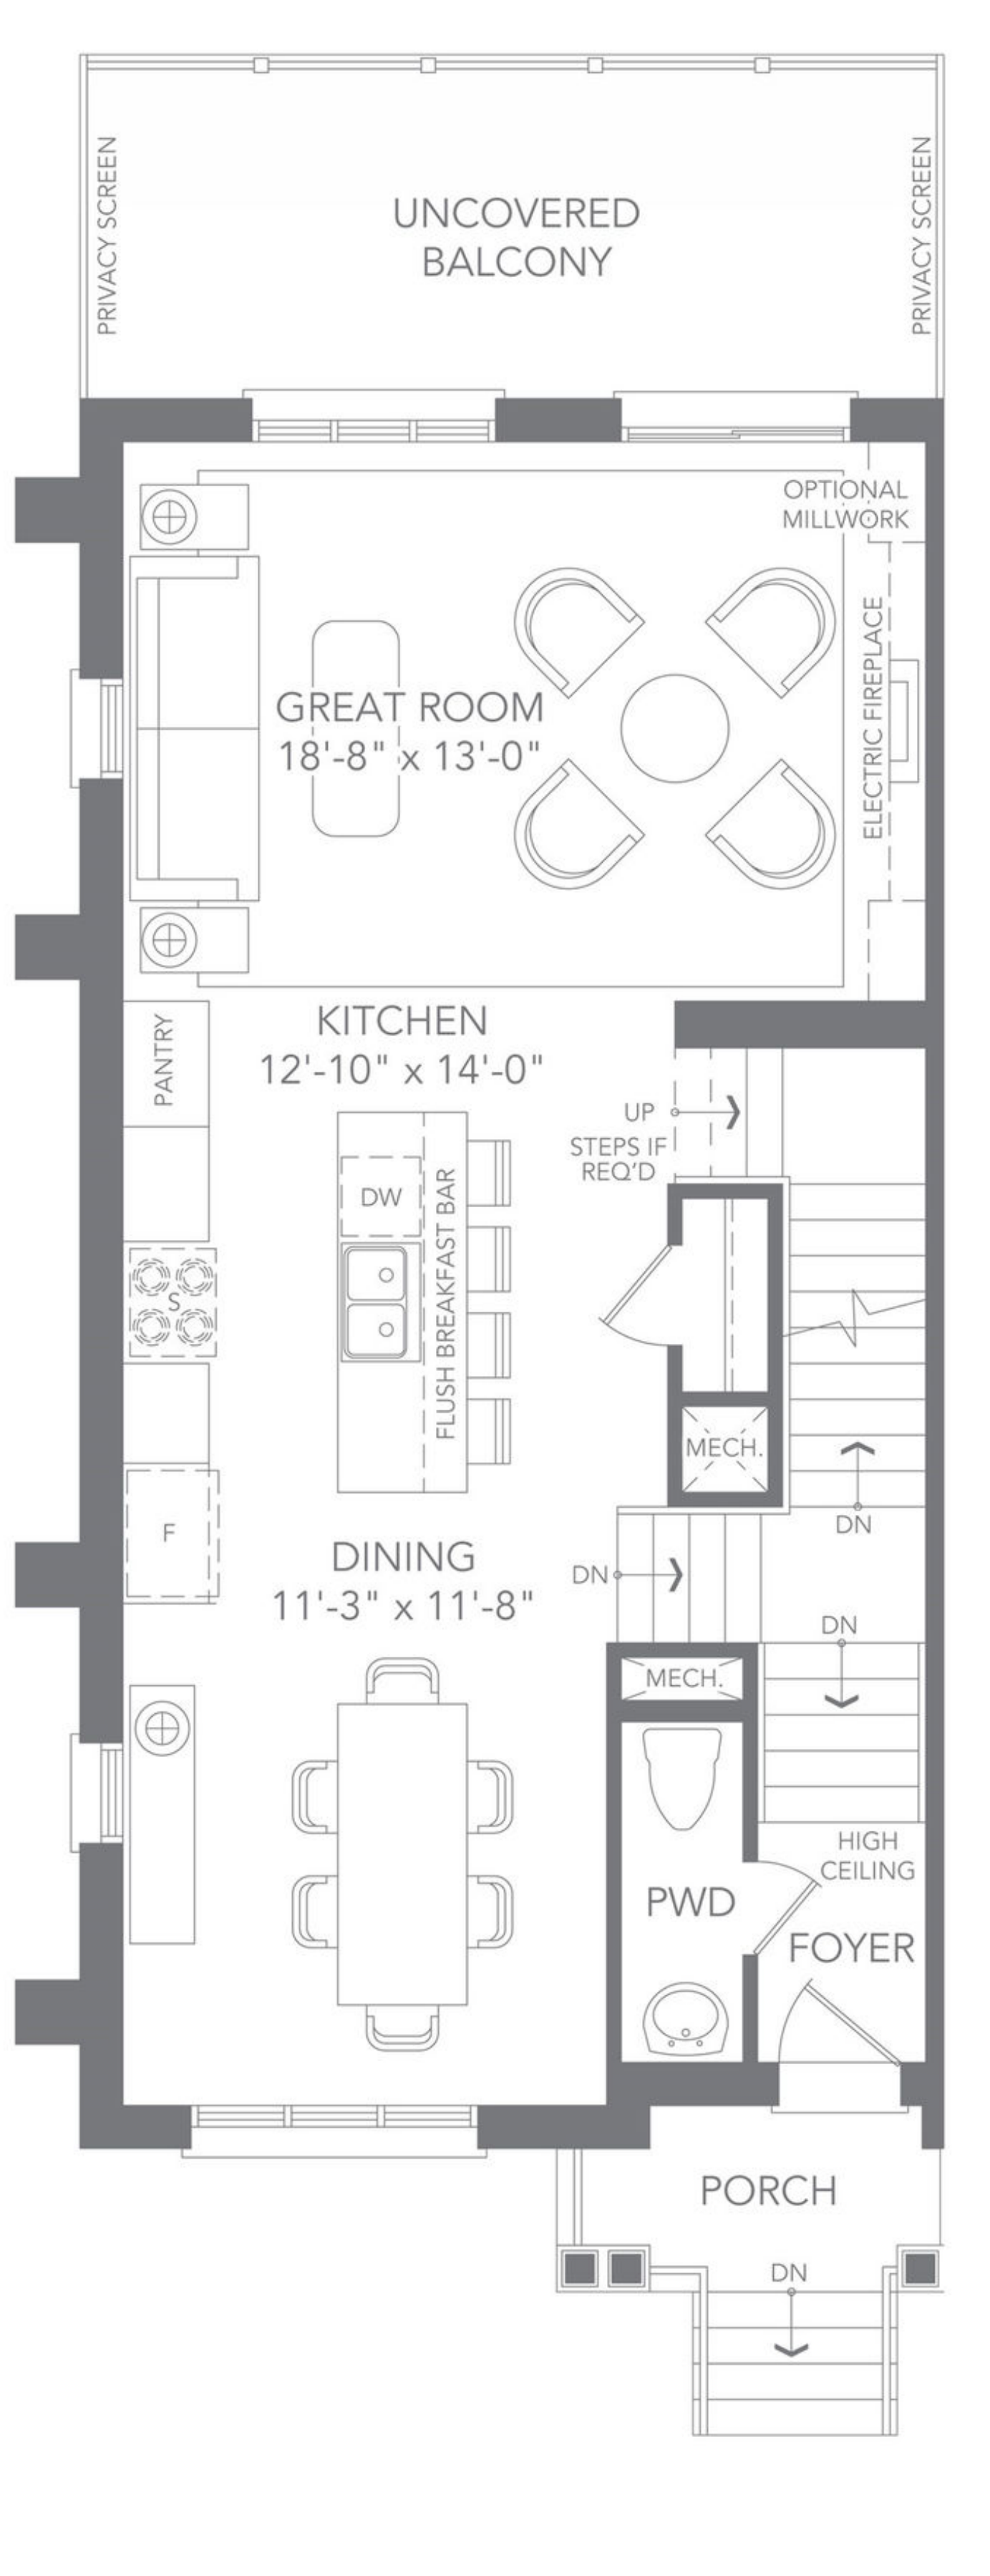 UNCOVERED
BALCONY
PRIVACY SCREEN
PRIVACY SCREEN
OPTIONAL
MILLWORK
ELECTRIC FIREPLACE
GREAT ROOM
18'-8" x 13'-0"
KITCHEN
12'-10" x 14'-0"
PANTRY
UP
STEPS IF
REQ'D
DW
FLUSH BREAKFAST BAR
S
MECH.
F
DN
DINING
11'-3" x 11'-8"
DN
DN
MECH.
HIGH
CEILING
PWD
FOYER
PORCH
DN